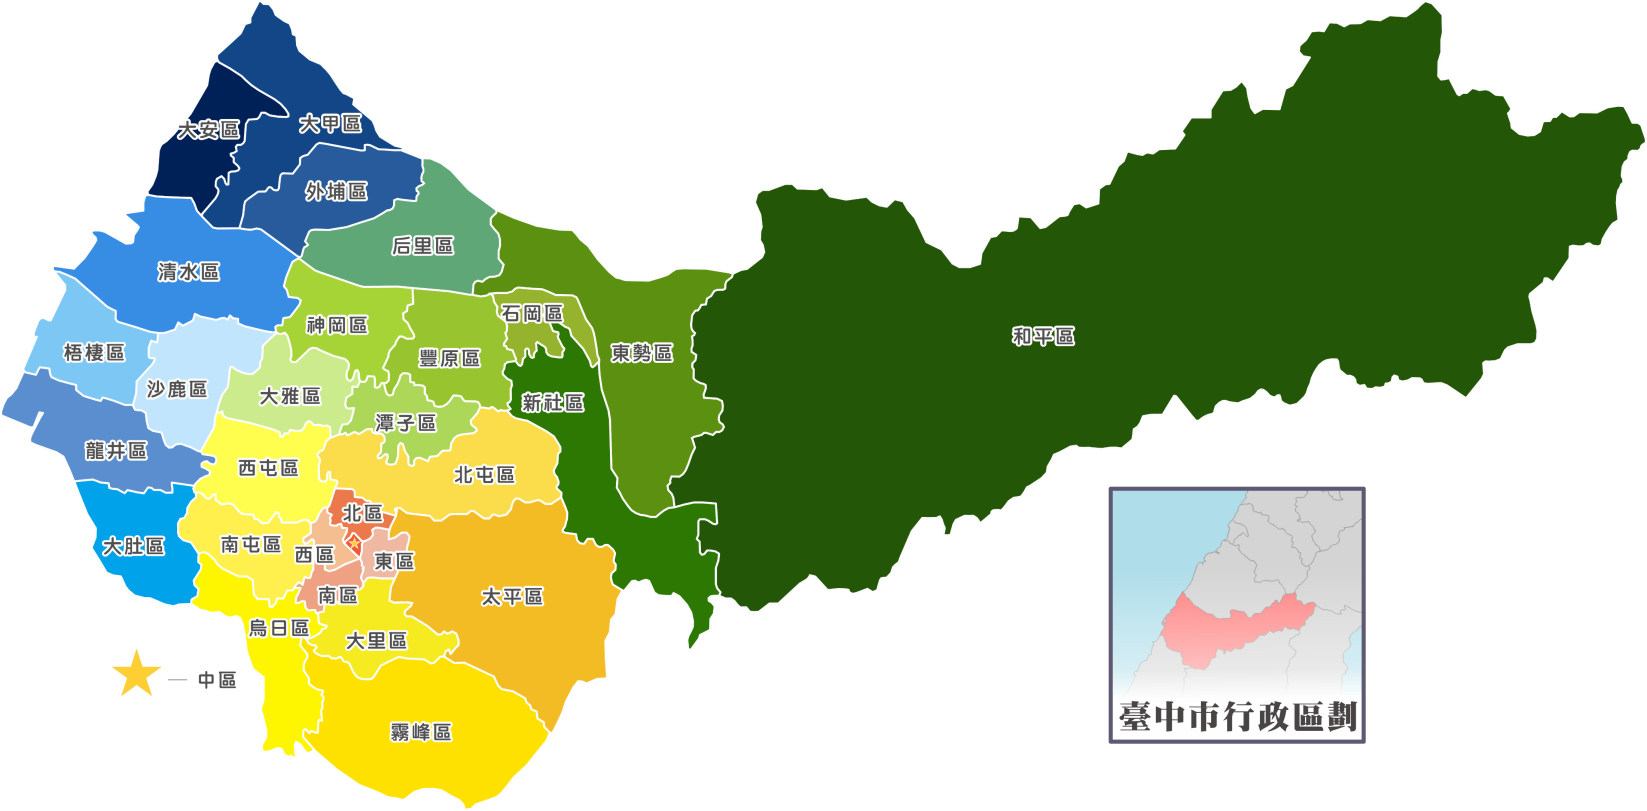 大安區
大甲區
外埔區
后里區
清水區
神岡區
石岡區
和平區
梧棲區
豐原區
東勢區
沙鹿區
大雅區
新社區
潭子區
龍井區
西屯區
北屯區
北區
大肚區
南屯區
西區
東區
南區
太平區
烏日區
大里區
中區
霧峰區
臺中市行政區劃